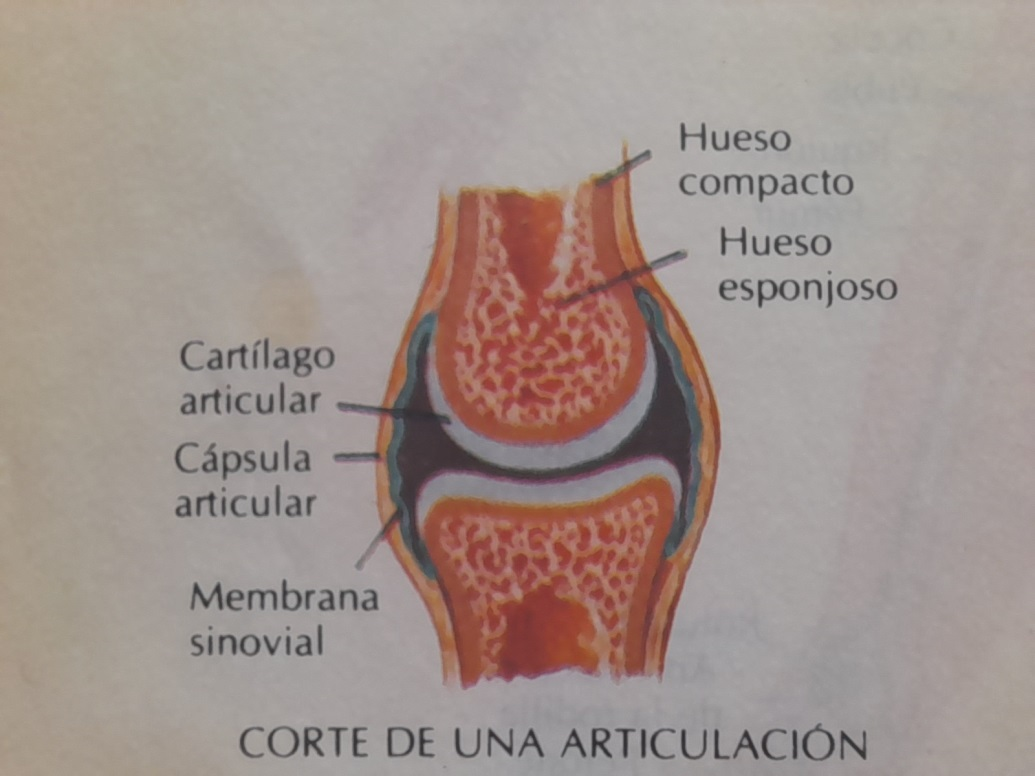 Hueso
compacto
Hueso
esponjoso
Cartílago
articular
Cápsula
articular
Membrana
sinovial
CORTE DE UNA ARTICULACIÓN